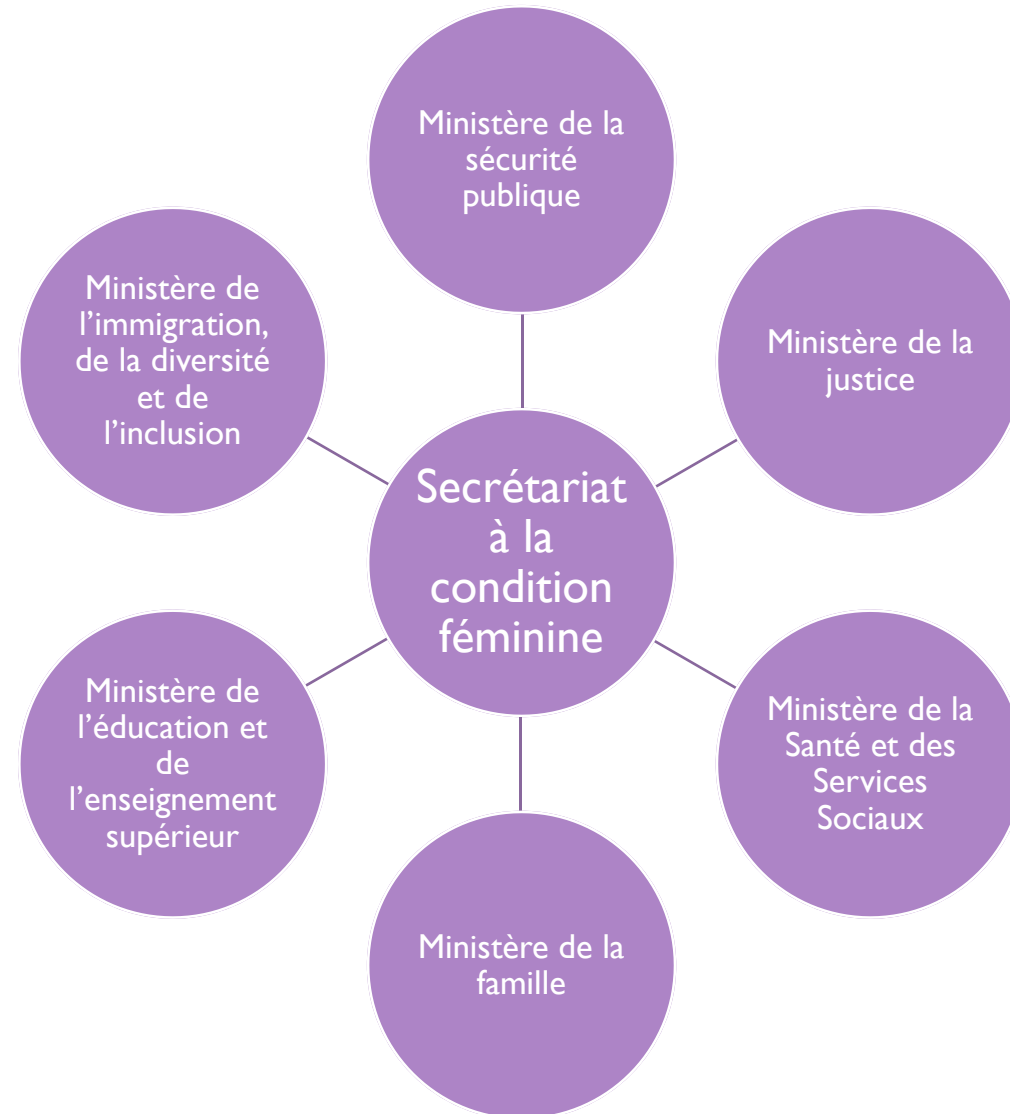 Ministère de la
sécurité
publique
Ministère de
l'immigration,
de la diversité
et de
l'inclusion
Ministère de la
justice
Secrétariat
à la
condition
féminine
Ministère de
l'éducation et
de
l'enseignement
supérieur
Ministère de la
Santé et des
Services
Sociaux
Ministère de la
famille